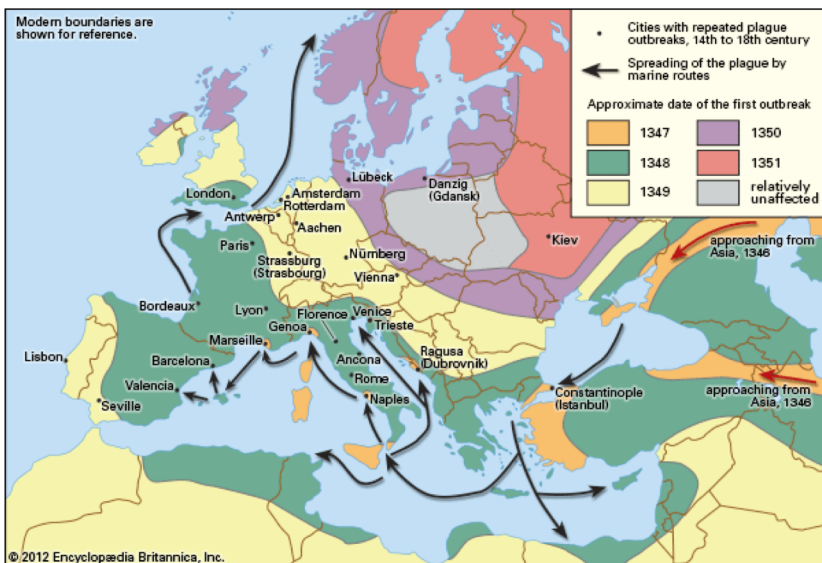 Modern boundaries are
shown for reference.
Cities with repeated plague
outbreaks, 14th to 18th century
Spreading of the plague by
marine routes
Approximate date of the first outbreak
1347
1348
1349
1350
1351
relatively
unaffected
Lübeck
Danzig
(Gdansk)
London
Amsterdam
Rotterdam
Antwerp
Aachen
Kiev
approaching from
Asia, 1346
Paris
Nürnberg
Strassburg
(Strasbourg)
Vienna
Bordeaux
Lyon
Florence
Venice
Trieste
Genoa
Marseille
Lisbon
Barcelona
Ancona
Ragusa
(Dubrovnik)
Valencia
Rome
Constantinople
(Istanbul)
approaching from
Asia, 1346
Seville
Naples
© 2012 Encyclopædia Britannica, Inc.